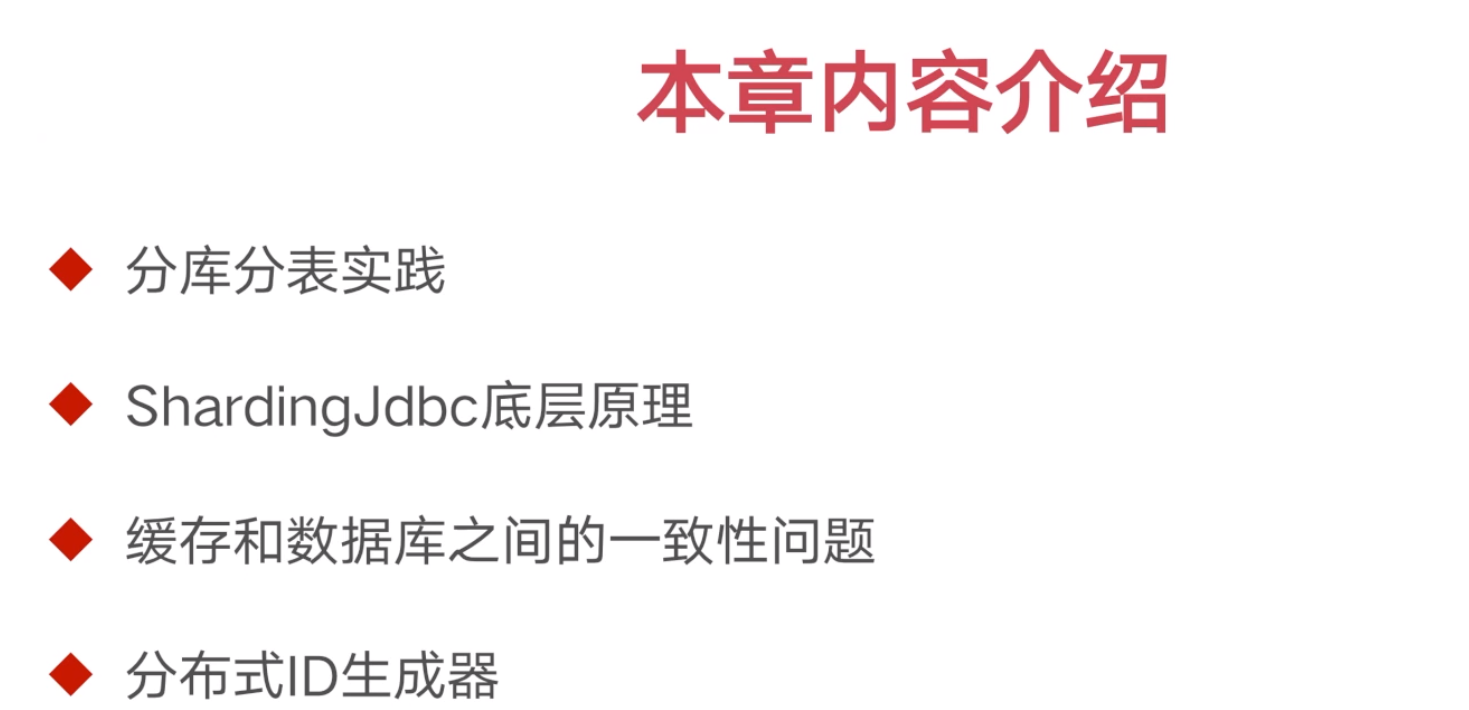 本章内容介绍
分库分表实践
ShardingJdbc底层原理
缓存和数据库之间的一致性问题
分布式ID生成器